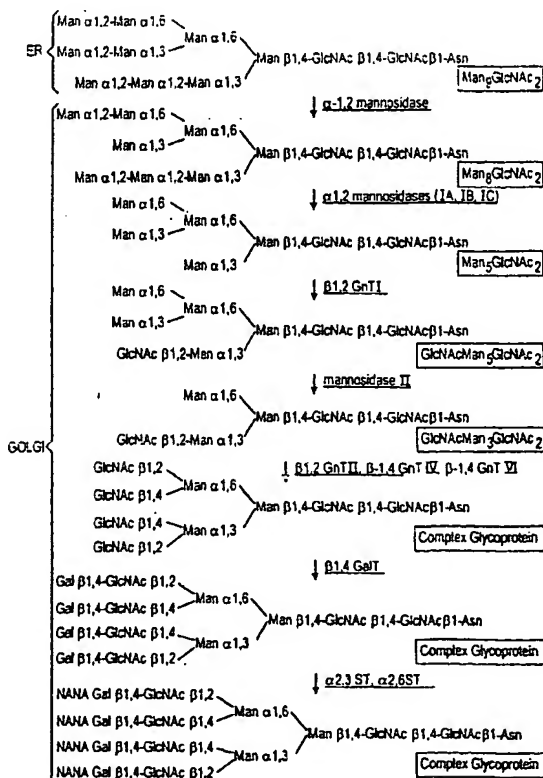 Man α1,2-Man α1,6
Man α1,6
ER
Man α1,2-Man α1,3
Man β1,4-GlcNAc β1,4-GlcNAcβ1-Asn
Man α1,2-Man α1,2-Man α1,3
Man9GlcNAc2
α-1,2 mannosidase
Man α1,2-Man α1,6
Man α1,6
Man α1,3
Man β1,4-GlcNAc β1,4-GlcNAcβ1-Asn
Man α1,2-Man α1,2-Man α1,3
Man8GlcNAc2
α1,2 mannosidases (IA, IB, IC)
Man α1,6
Man α1,6
Man α1,3
Man β1,4-GlcNAc β1,4-GlcNAcβ1-Asn
Man α1,3
Man5GlcNAc2
β1,2 GnTI
Man α1,6
Man α1,6
Man α1,3
Man β1,4-GlcNAc β1,4-GlcNAcβ1-Asn
GlcNAc β1,2-Man α1,3
GlcNAcMan5GlcNAc2
mannosidase II
Man α1,6
Man β1,4-GlcNAc β1,4-GlcNAcβ1-Asn
GlcNAc β1,2-Man α1,3
GlcNAcMan3GlcNAc2
GOLGI
β1,2 GnTII, β-1,4 GnT IV, β-1,4 GnT VI
GlcNAc β1,2
Man α1,6
GlcNAc β1,4
Man β1,4-GlcNAc β1,4-GlcNAcβ1-Asn
GlcNAc β1,4
Man α1,3
GlcNAc β1,2
Complex Glycoprotein
β1,4 GalT
Gal β1,4-GlcNAc β1,2
Man α1,6
Gal β1,4-GlcNAc β1,4
Man β1,4-GlcNAc β1,4-GlcNAcβ1-Asn
Gal β1,4-GlcNAc β1,4
Man α1,3
Gal β1,4-GlcNAc β1,2
Complex Glycoprotein
α2,3 ST, α2,6ST
NANA Gal β1,4-GlcNAc β1,2
Man α1,6
NANA Gal β1,4-GlcNAc β1,4
Man β1,4-GlcNAc β1,4-GlcNAcβ1-Asn
NANA Gal β1,4-GlcNAc β1,4
Man α1,3
NANA Gal β1,4-GlcNAc β1,2
Complex Glycoprotein